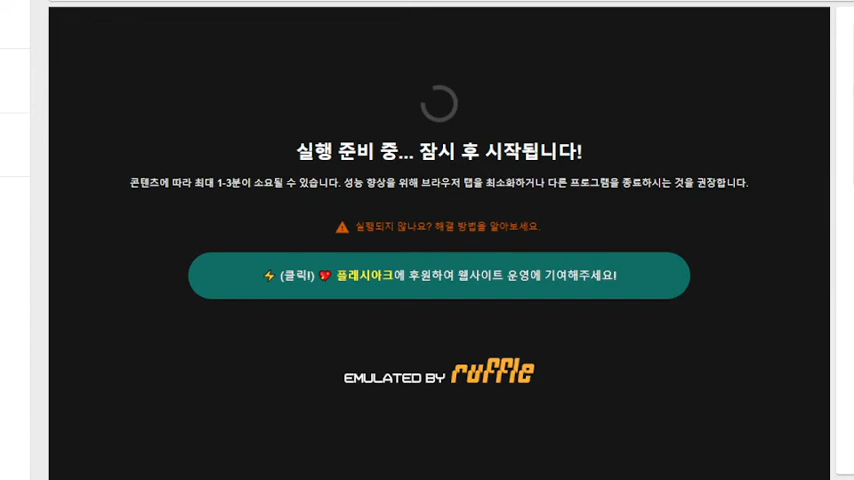 실행 준비 중... 잠시 후 시작됩니다!
콘텐츠에 따라 최대 1-3분이 소요될 수 있습니다. 성능 향상을 위해 브라우저 탭을 최소화하거나 다른 프로그램을 종료하시는 것을 권장합니다.
실행되지 않나요? 해결 방법을 알아보세요.
(클릭!) 플래시아크에 후원하여 웹사이트 운영에 기여해주세요!
EMULATED BY ruffle